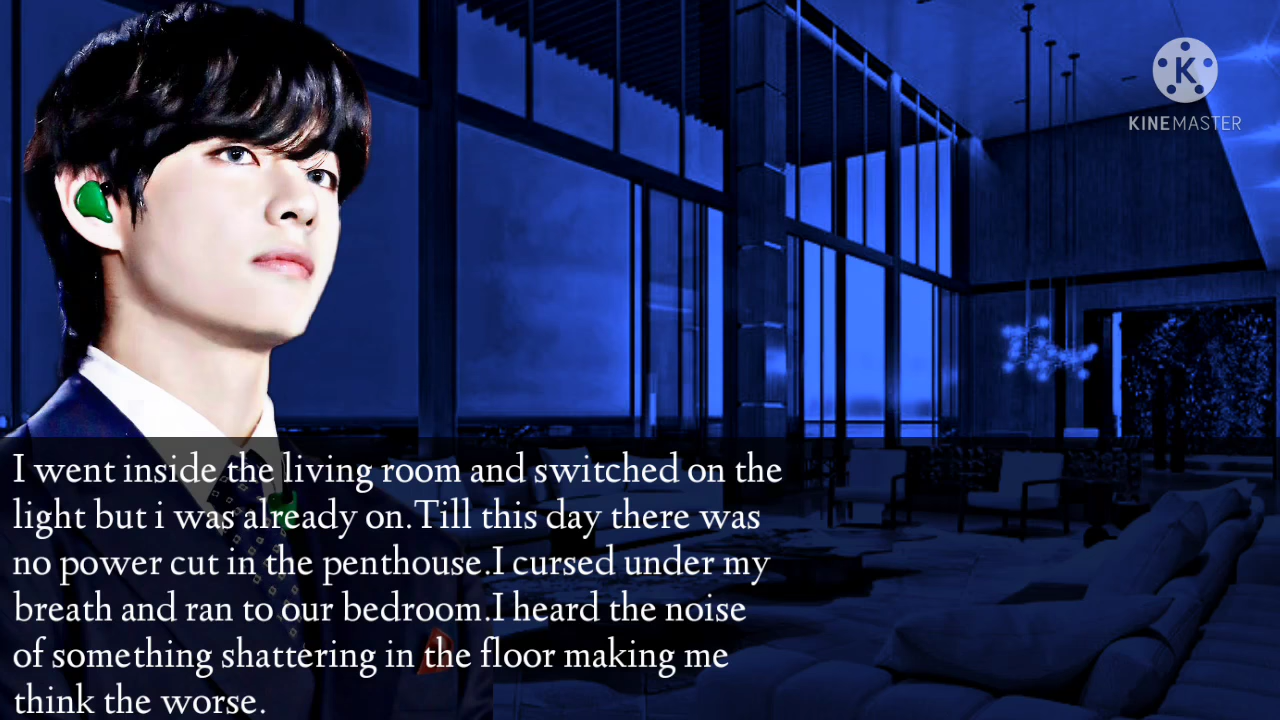 KINEMASTER
I went inside the living room and switched on the
light but i was already on.Till this day there was
no power cut in the penthouse.I cursed under my
breath and ran to our bedroom.I heard the noise
of something shattering in the floor making me
think the worse.